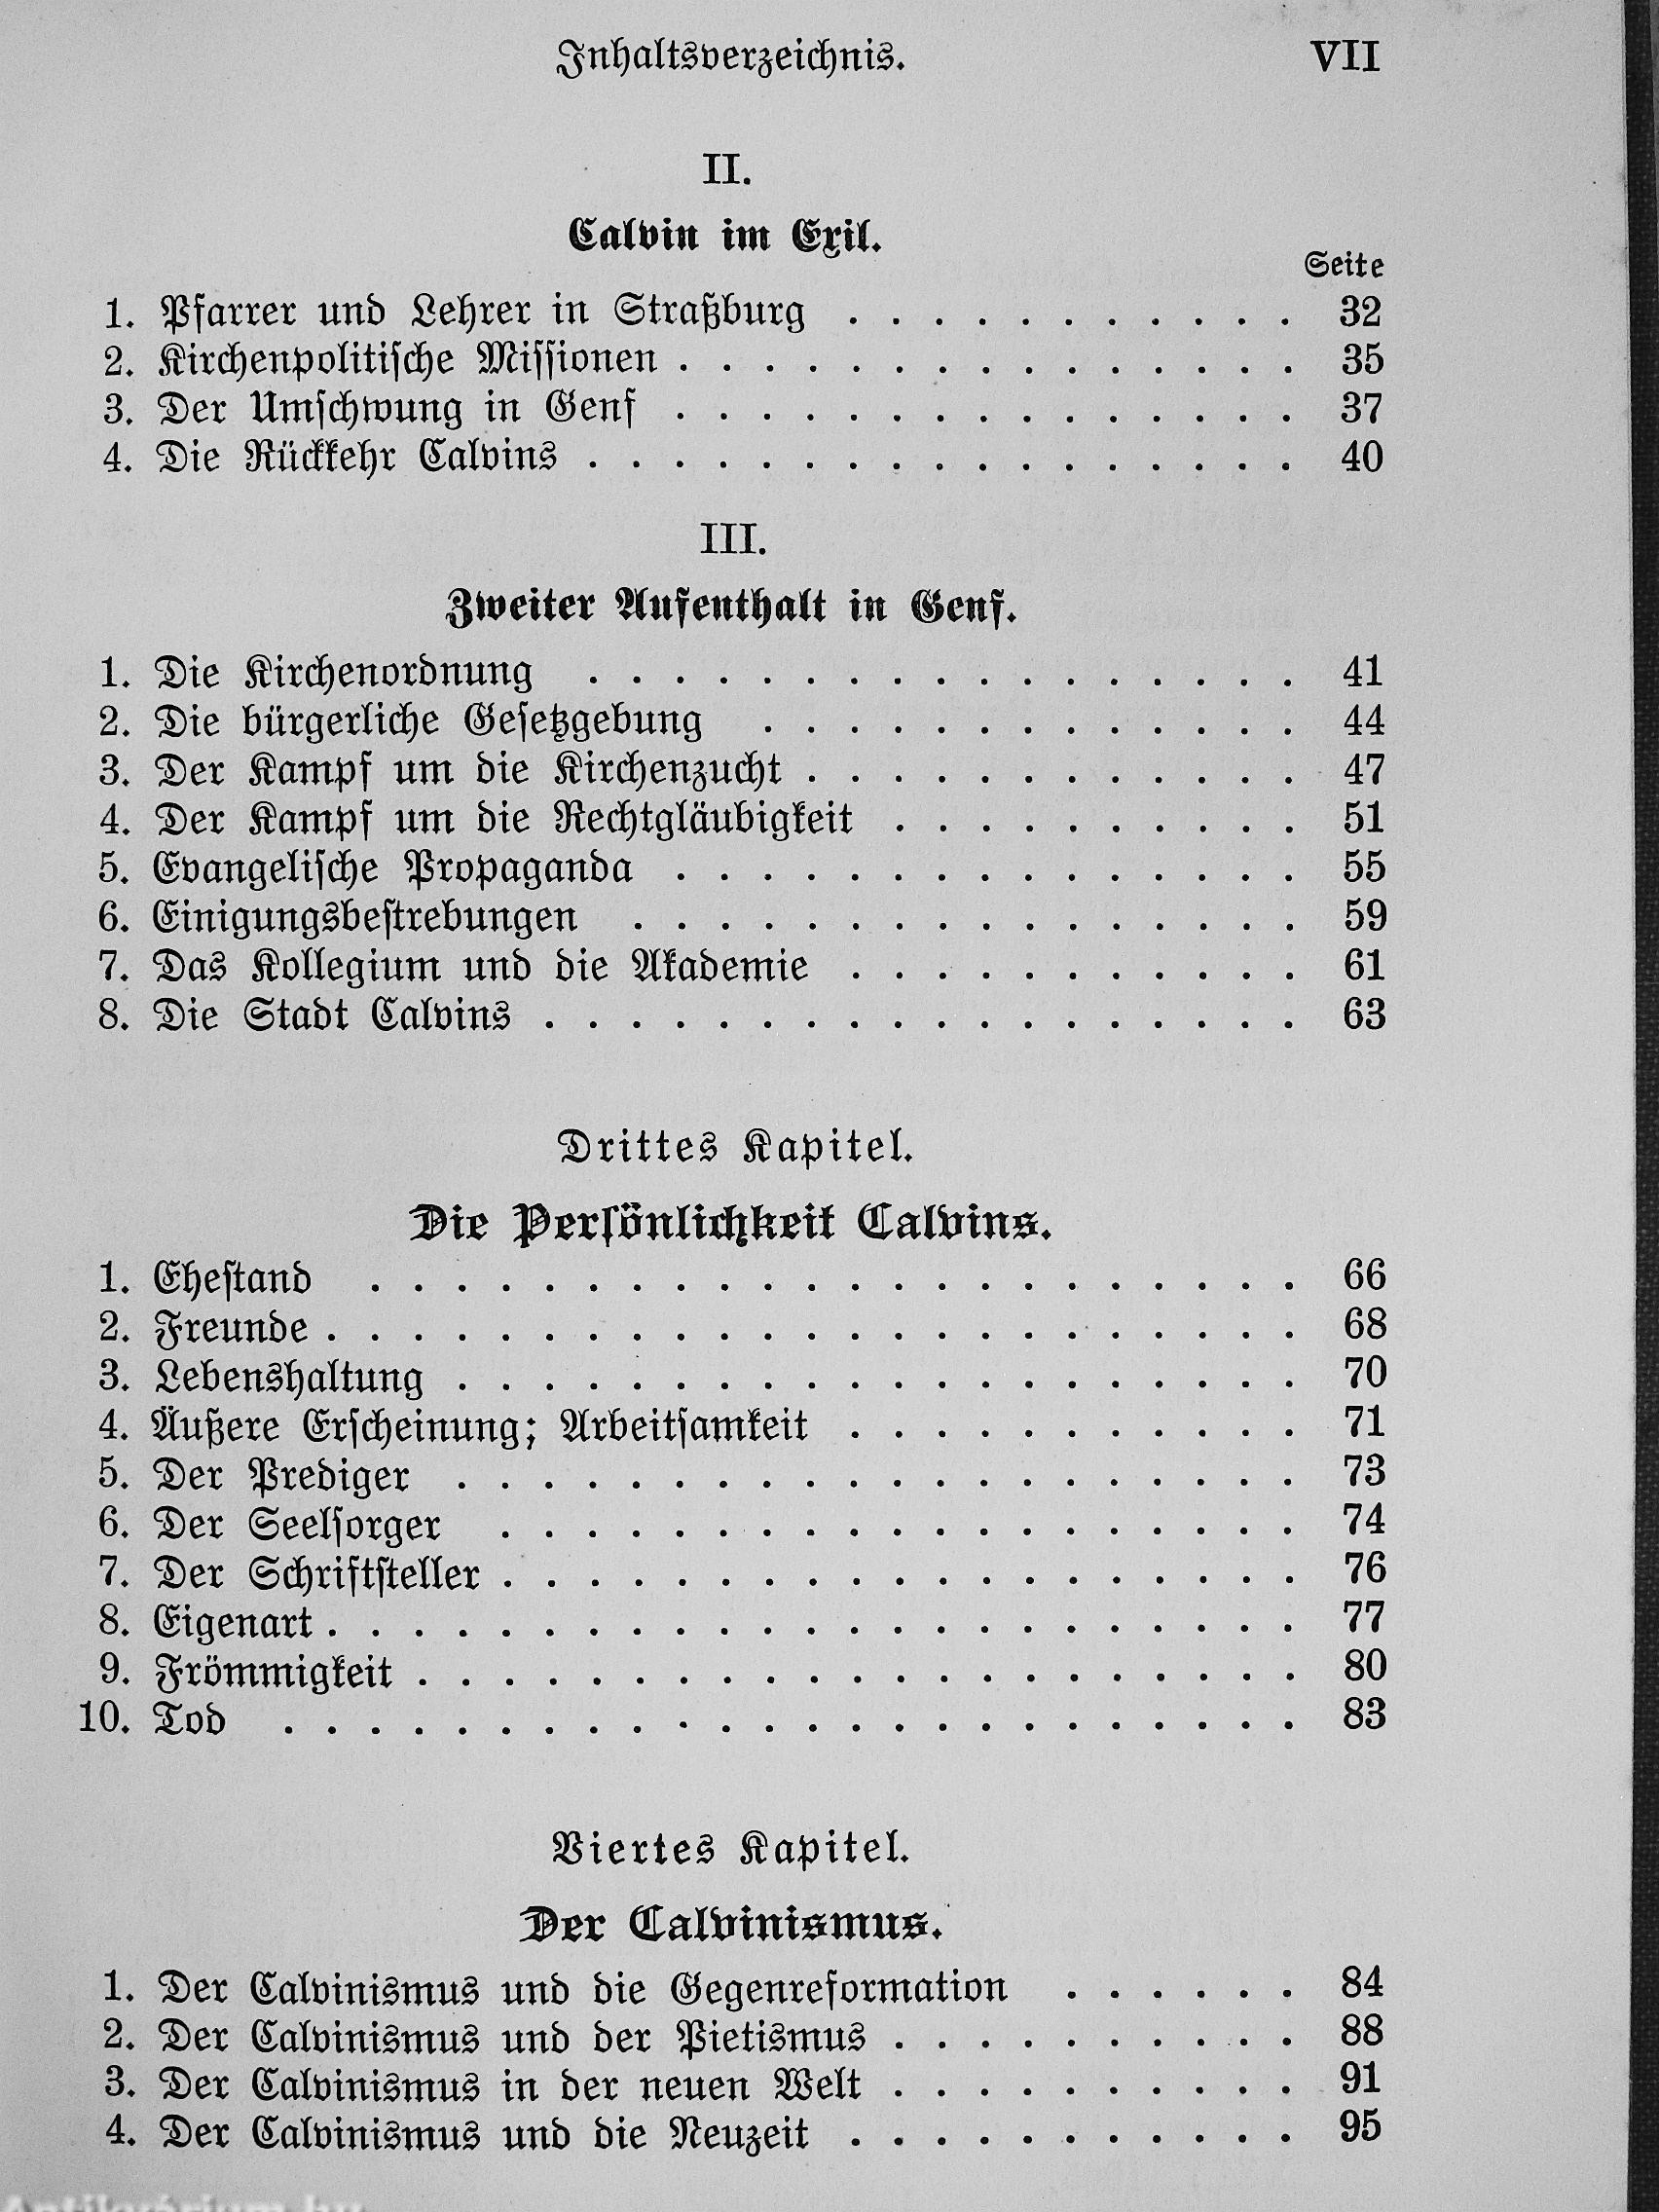 Inhaltsverzeichnis. VII
II.
Calvin im Exil.
Seite
1. Pfarrer und Lehrer in Straßburg . . . . . . . . . . . 32
2. Kirchenpolitiſche Miſſionen . . . . . . . . . . . . . . . 35
3. Der Umſchwung in Genf . . . . . . . . . . . . . . . 37
4. Die Rückkehr Calvins . . . . . . . . . . . . . . . . . 40
III.
Zweiter Aufenthalt in Genf.
1. Die Kirchenordnung . . . . . . . . . . . . . . . . . 41
2. Die bürgerliche Geſetzgebung . . . . . . . . . . . . . 44
3. Der Kampf um die Kirchenzucht . . . . . . . . . . . . 47
4. Der Kampf um die Rechtgläubigkeit . . . . . . . . . . 51
5. Evangeliſche Propaganda . . . . . . . . . . . . . . . 55
6. Einigungsbeſtrebungen . . . . . . . . . . . . . . . . 59
7. Das Kollegium und die Akademie . . . . . . . . . . . 61
8. Die Stadt Calvins . . . . . . . . . . . . . . . . . . 63
Drittes Kapitel.
Die Perſönlichkeit Calvins.
1. Eheſtand . . . . . . . . . . . . . . . . . . . . . . 66
2. Freunde . . . . . . . . . . . . . . . . . . . . . . . 68
3. Lebenshaltung . . . . . . . . . . . . . . . . . . . . 70
4. Äußere Erſcheinung; Arbeitſamkeit . . . . . . . . . . . 71
5. Der Prediger . . . . . . . . . . . . . . . . . . . . 73
6. Der Seelſorger . . . . . . . . . . . . . . . . . . . 74
7. Der Schriftſteller . . . . . . . . . . . . . . . . . . . 76
8. Eigenart . . . . . . . . . . . . . . . . . . . . . . . 77
9. Frömmigkeit . . . . . . . . . . . . . . . . . . . . . 80
10. Tod . . . . . . . . . . . . . . . . . . . . . . . . 83
Viertes Kapitel.
Der Calvinismus.
1. Der Calvinismus und die Gegenreformation . . . . . . 84
2. Der Calvinismus und der Pietismus . . . . . . . . . . 88
3. Der Calvinismus in der neuen Welt . . . . . . . . . . 91
4. Der Calvinismus und die Neuzeit . . . . . . . . . . . 95